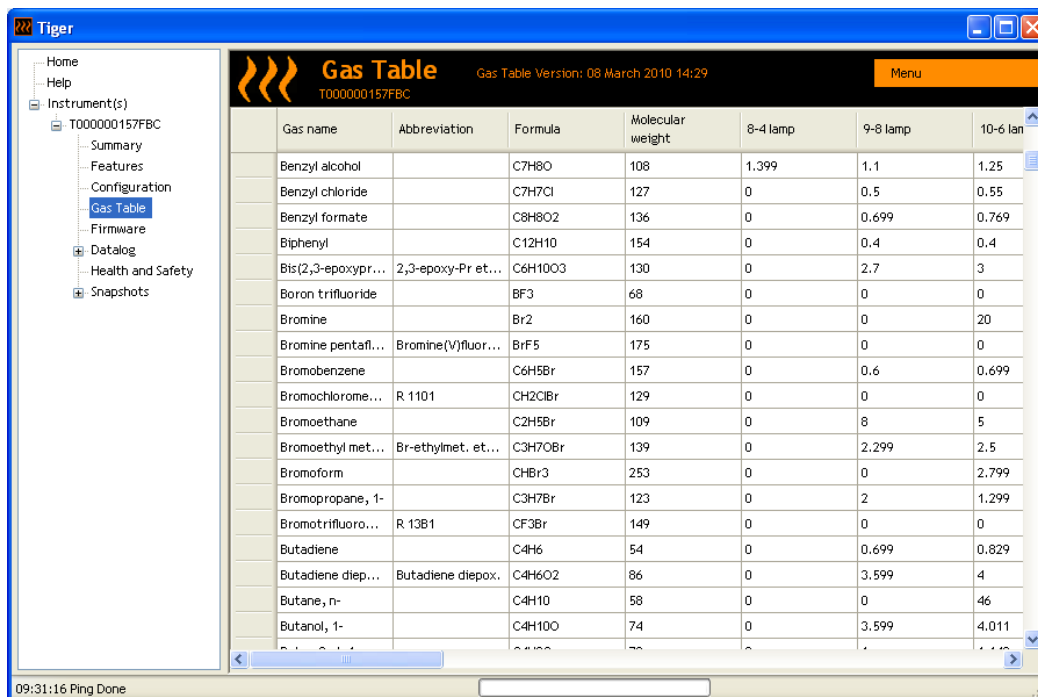 Tiger
Home
Help
Instrument(s)
T000000157FBC
Summary
Features
Configuration
Gas Table
Firmware
Datalog
Health and Safety
Snapshots
Gas Table Gas Table Version: 08 March 2010 14:29 Menu
T000000157FBC
Gas name Abbreviation Formula Molecular weight 8-4 lamp 9-8 lamp 10-6 lam
Benzyl alcohol C7H8O 108 1.399 1.1 1.25
Benzyl chloride C7H7Cl 127 0 0.5 0.55
Benzyl formate C8H8O2 136 0 0.699 0.769
Biphenyl C12H10 154 0 0.4 0.4
Bis(2,3-epoxypr... 2,3-epoxy-Pr et... C6H10O3 130 0 2.7 3
Boron trifluoride BF3 68 0 0 0
Bromine Br2 160 0 0 20
Bromine pentafl... Bromine(V)fluor... BrF5 175 0 0 0
Bromobenzene C6H5Br 157 0 0.6 0.699
Bromochlorome... R 1101 CH2ClBr 129 0 0 0
Bromoethane C2H5Br 109 0 8 5
Bromoethyl met... Br-ethylmet. et... C3H7OBr 139 0 2.299 2.5
Bromoform CHBr3 253 0 0 2.799
Bromopropane, 1- C3H7Br 123 0 2 1.299
Bromotrifluoro... R 13B1 CF3Br 149 0 0 0
Butadiene C4H6 54 0 0.699 0.829
Butadiene diep... Butadiene diepox. C4H6O2 86 0 3.599 4
Butane, n- C4H10 58 0 0 46
Butanol, 1- C4H10O 74 0 3.599 4.011
09:31:16 Ping Done